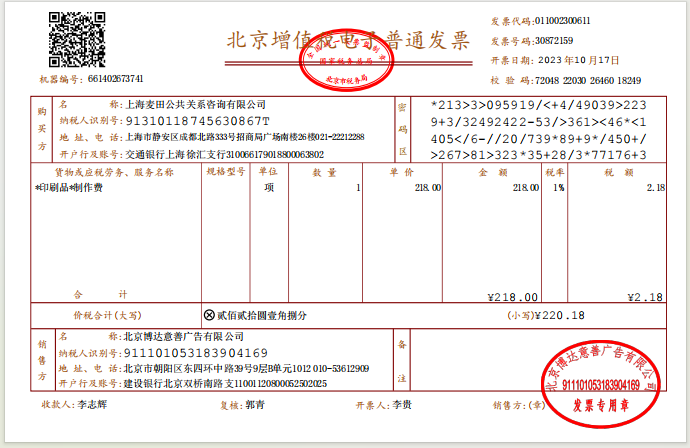 北京增值税电子普通发票
全国统一发票监制章
国家税务总局
北京市税务局
发票代码:011002300611
发票号码:30872159
开票日期:2023年10月17日
校 验 码:72048 22030 26460 18249
机器编号:661402673741
购买方
名 称:上海麦田公共关系咨询有限公司
纳税人识别号:91310118745630867T
地 址、电 话:上海市静安区成都北路333号招商局广场南楼26楼021-22212288
开户行及账号:交通银行上海徐汇支行310066179018800063802
密码区
*213>3>095919/<+4/49039>223
9+3/32492422-53/>361><46*<1
405</6-//20/739*89+9*/450+/
>267>81>323*35+28/3*77176+3
货物或应税劳务、服务名称 规格型号 单位 数 量 单 价 金 额 税率 税 额
*印刷品*制作费 项 1 218.00 218.00 1% 2.18
合 计 ¥218.00 ¥2.18
价税合计(大写) ⊗贰佰贰拾圆壹角捌分 (小写)¥220.18
销售方
名 称:北京博达意善广告有限公司
纳税人识别号:911101053183904169
地 址、电 话:北京市朝阳区东四环中路39号9层B单元1012 010-53612909
开户行及账号:建设银行北京双桥南路支11001120800052502025
备注
北京博达意善广告有限公司
911101053183904169
发票专用章
收款人:李志辉 复核:郭青 开票人:李贵 销售方:(章)